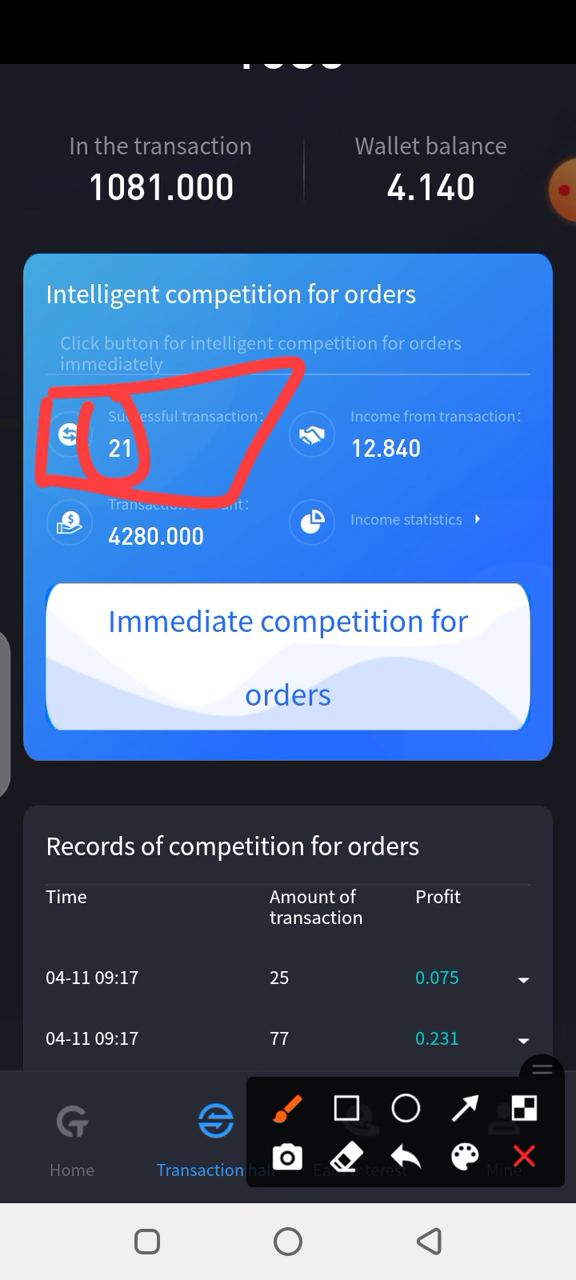 In the transaction
Wallet balance
1081.000
4.140
Intelligent competition for orders
Click button for intelligent competition for orders
immediately
Successful transaction:
Income from transaction:
21
12.840
4280.000
Income statistics
Immediate competition for
orders
Records of competition for orders
Time
Amount of
Profit
transaction
04-11 09:17
25
0.075
04-11 09:17
77
0.231
Home
Transaction hall